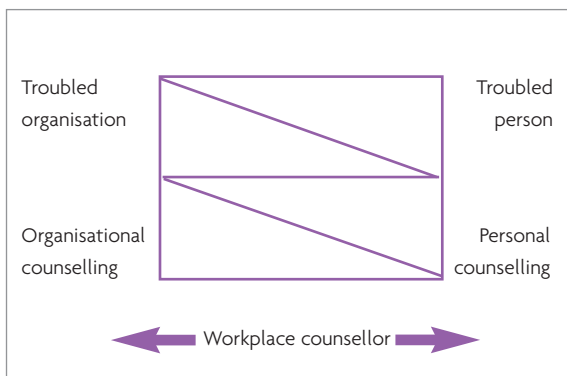 Troubled
organisation
Troubled
person
Organisational
counselling
Personal
counselling
Workplace counsellor